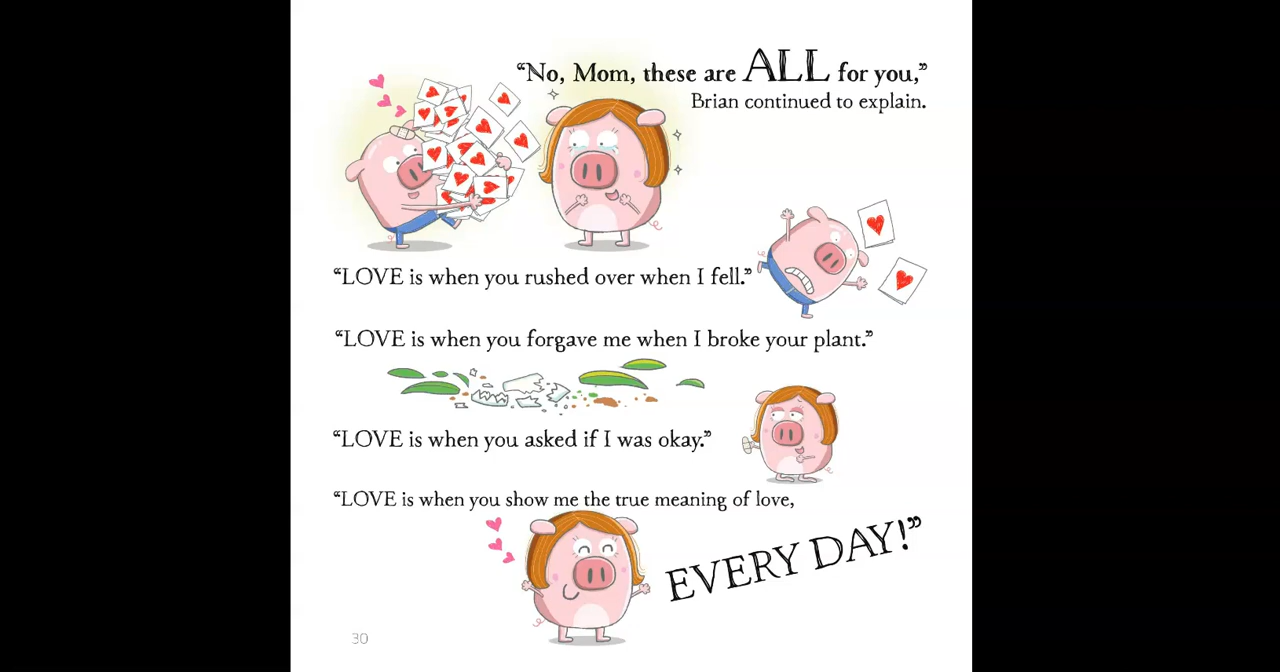 “No, Mom, these are ALL for you,”
Brian continued to explain.
“LOVE is when you rushed over when I fell.”
“LOVE is when you forgave me when I broke your plant.”
“LOVE is when you asked if I was okay.”
“LOVE is when you show me the true meaning of love,
EVERY DAY!”
30